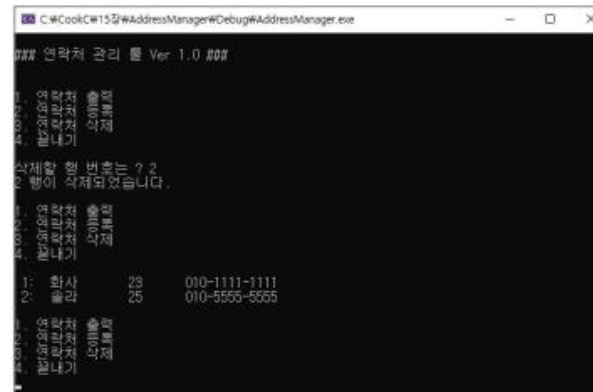 C:₩CookC₩15장₩AddressManager₩Debug₩AddressManager.exe
### 연락처 관리 툴 Ver 1.0 ###
1. 연락처 출력
2. 연락처 등록
3. 연락처 삭제
4. 끝내기
삭제할 행 번호는 ? 2
2 행이 삭제되었습니다.
1. 연락처 출력
2. 연락처 등록
3. 연락처 삭제
4. 끝내기
1: 화사 23 010-1111-1111
2: 솔라 25 010-5555-5555
1. 연락처 출력
2. 연락처 등록
3. 연락처 삭제
4. 끝내기